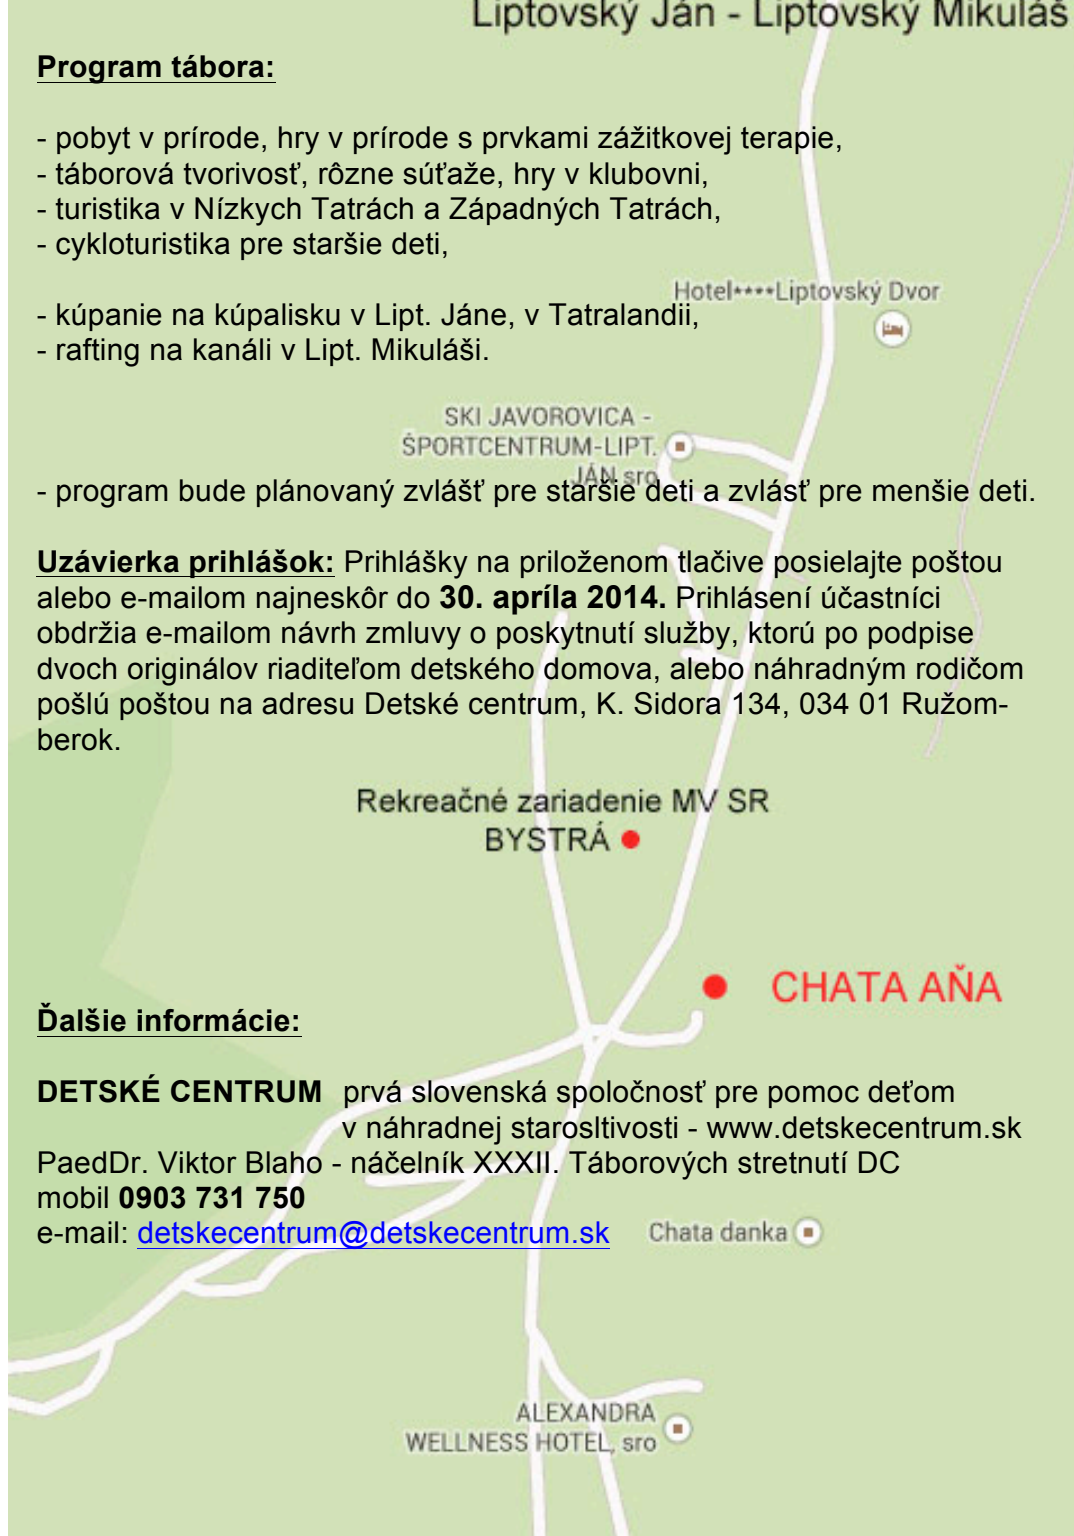 Liptovský Ján - Liptovský Mikuláš
Program tábora:
- pobyt v prírode, hry v prírode s prvkami zážitkovej terapie,
- táborová tvorivosť, rôzne súťaže, hry v klubovni,
- turistika v Nízkych Tatrách a Západných Tatrách,
- cykloturistika pre staršie deti,
Hotel****Liptovský Dvor
- kúpanie na kúpalisku v Lipt. Jáne, v Tatralandii,
- rafting na kanáli v Lipt. Mikuláši.
SKI JAVOROVICA -
ŠPORTCENTRUM-LIPT.
JÁN sro
- program bude plánovaný zvlášť pre staršie deti a zvlásť pre menšie deti.
Uzávierka prihlášok: Prihlášky na priloženom tlačive posielajte poštou
alebo e-mailom najneskôr do 30. apríla 2014. Prihlásení účastníci
obdržia e-mailom návrh zmluvy o poskytnutí služby, ktorú po podpise
dvoch originálov riaditeľom detského domova, alebo náhradným rodičom
pošlú poštou na adresu Detské centrum, K. Sidora 134, 034 01 Ružom-
berok.
Rekreačné zariadenie MV SR
BYSTRÁ
CHATA AŇA
Ďalšie informácie:
DETSKÉ CENTRUM prvá slovenská spoločnosť pre pomoc deťom
v náhradnej starosltivosti - www.detskecentrum.sk
PaedDr. Viktor Blaho - náčelník XXXII. Táborových stretnutí DC
mobil 0903 731 750
e-mail: detskecentrum@detskecentrum.sk
Chata danka
ALEXANDRA
WELLNESS HOTEL, sro